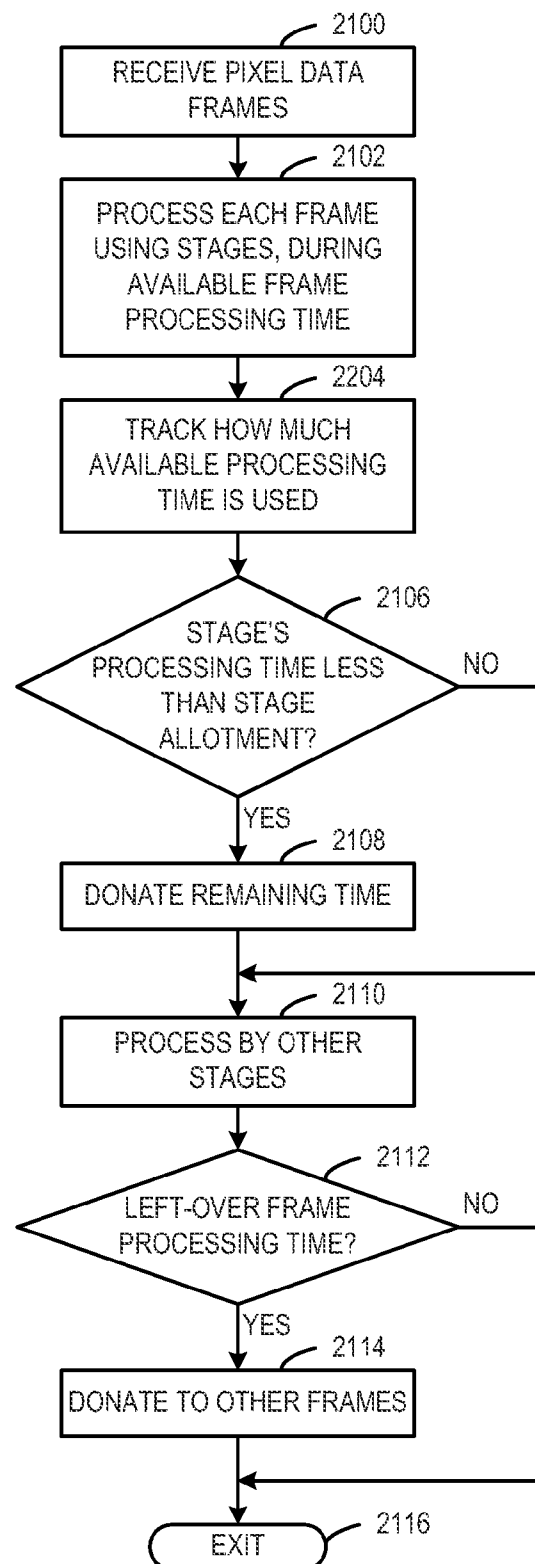 2100
RECEIVE PIXEL DATA
FRAMES
2102
PROCESS EACH FRAME
USING STAGES, DURING
AVAILABLE FRAME
PROCESSING TIME
2204
TRACK HOW MUCH
AVAILABLE PROCESSING
TIME IS USED
2106
STAGE'S
PROCESSING TIME LESS
THAN STAGE
ALLOTMENT?
NO
YES
2108
DONATE REMAINING TIME
2110
PROCESS BY OTHER
STAGES
2112
LEFT-OVER FRAME
PROCESSING TIME?
NO
YES
2114
DONATE TO OTHER FRAMES
EXIT
2116